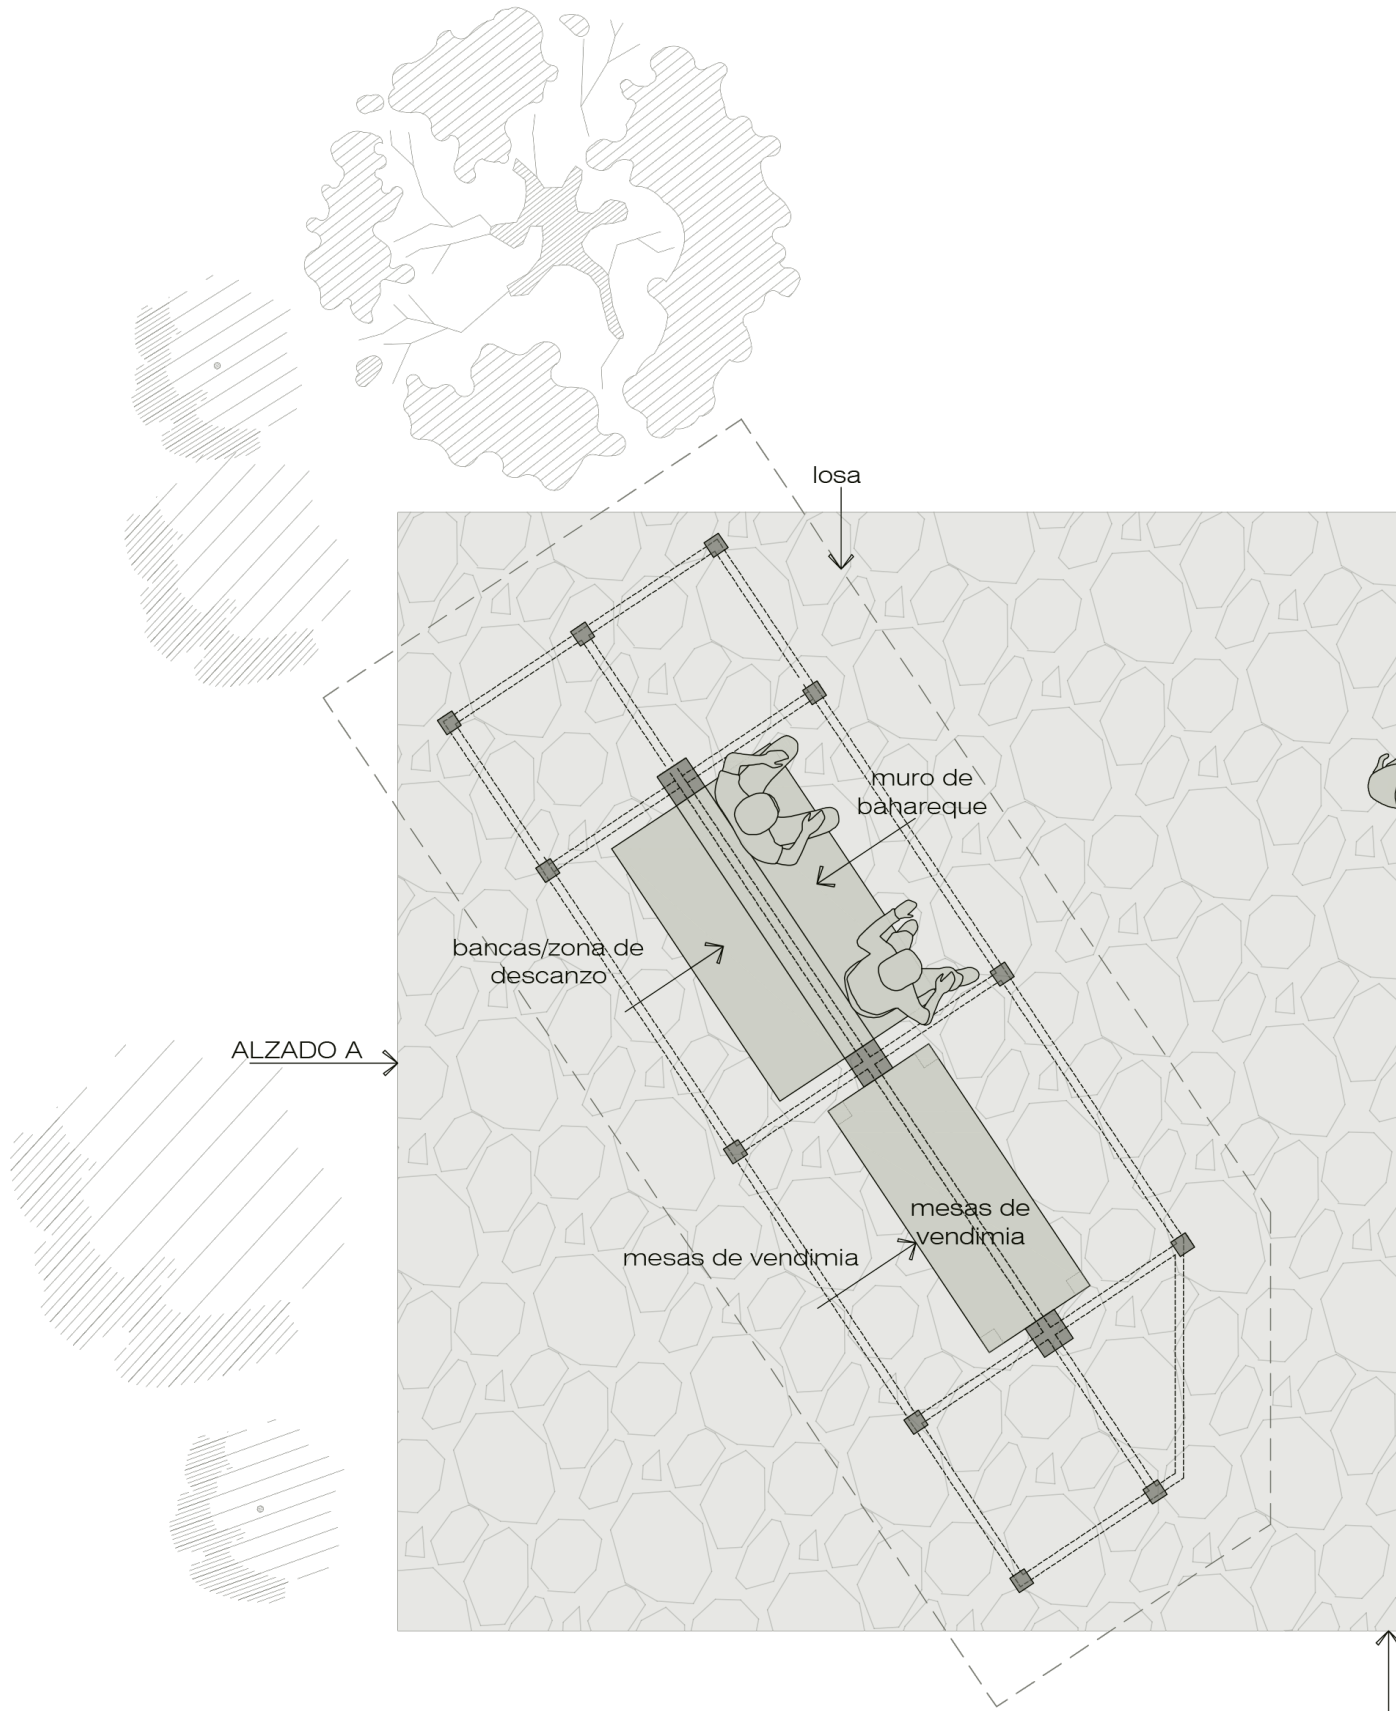 losa
muro de
bahareque
bancas/zona de
descanzo
ALZADO A
mesas de
vendimia
mesas de vendimia